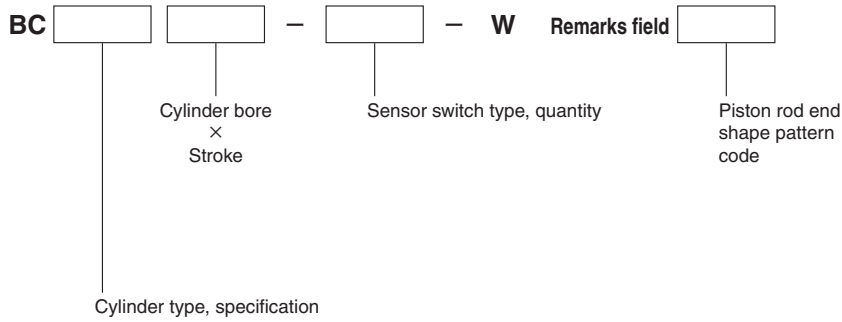 BC – – W Remarks field
Cylinder bore
×
Stroke
Sensor switch type, quantity
Piston rod end
shape pattern
code
Cylinder type, specification